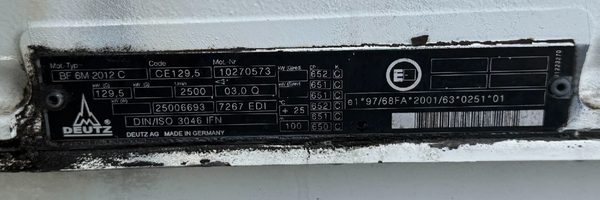 Mot.-Typ Code Mot.-Nr
BF 6M 2012 C CE129,5 10270573
129,5 2500 03,0 Q
25006693 7267 EDI
DIN/ISO 3046 IFN
DEUTZ
DEUTZ AG MADE IN GERMANY
kW (Gew)
652 C
651 C
651 C
652 C
+ 25 651 C
100 650 C
E
e1*97/68FA*2001/63*0251*01